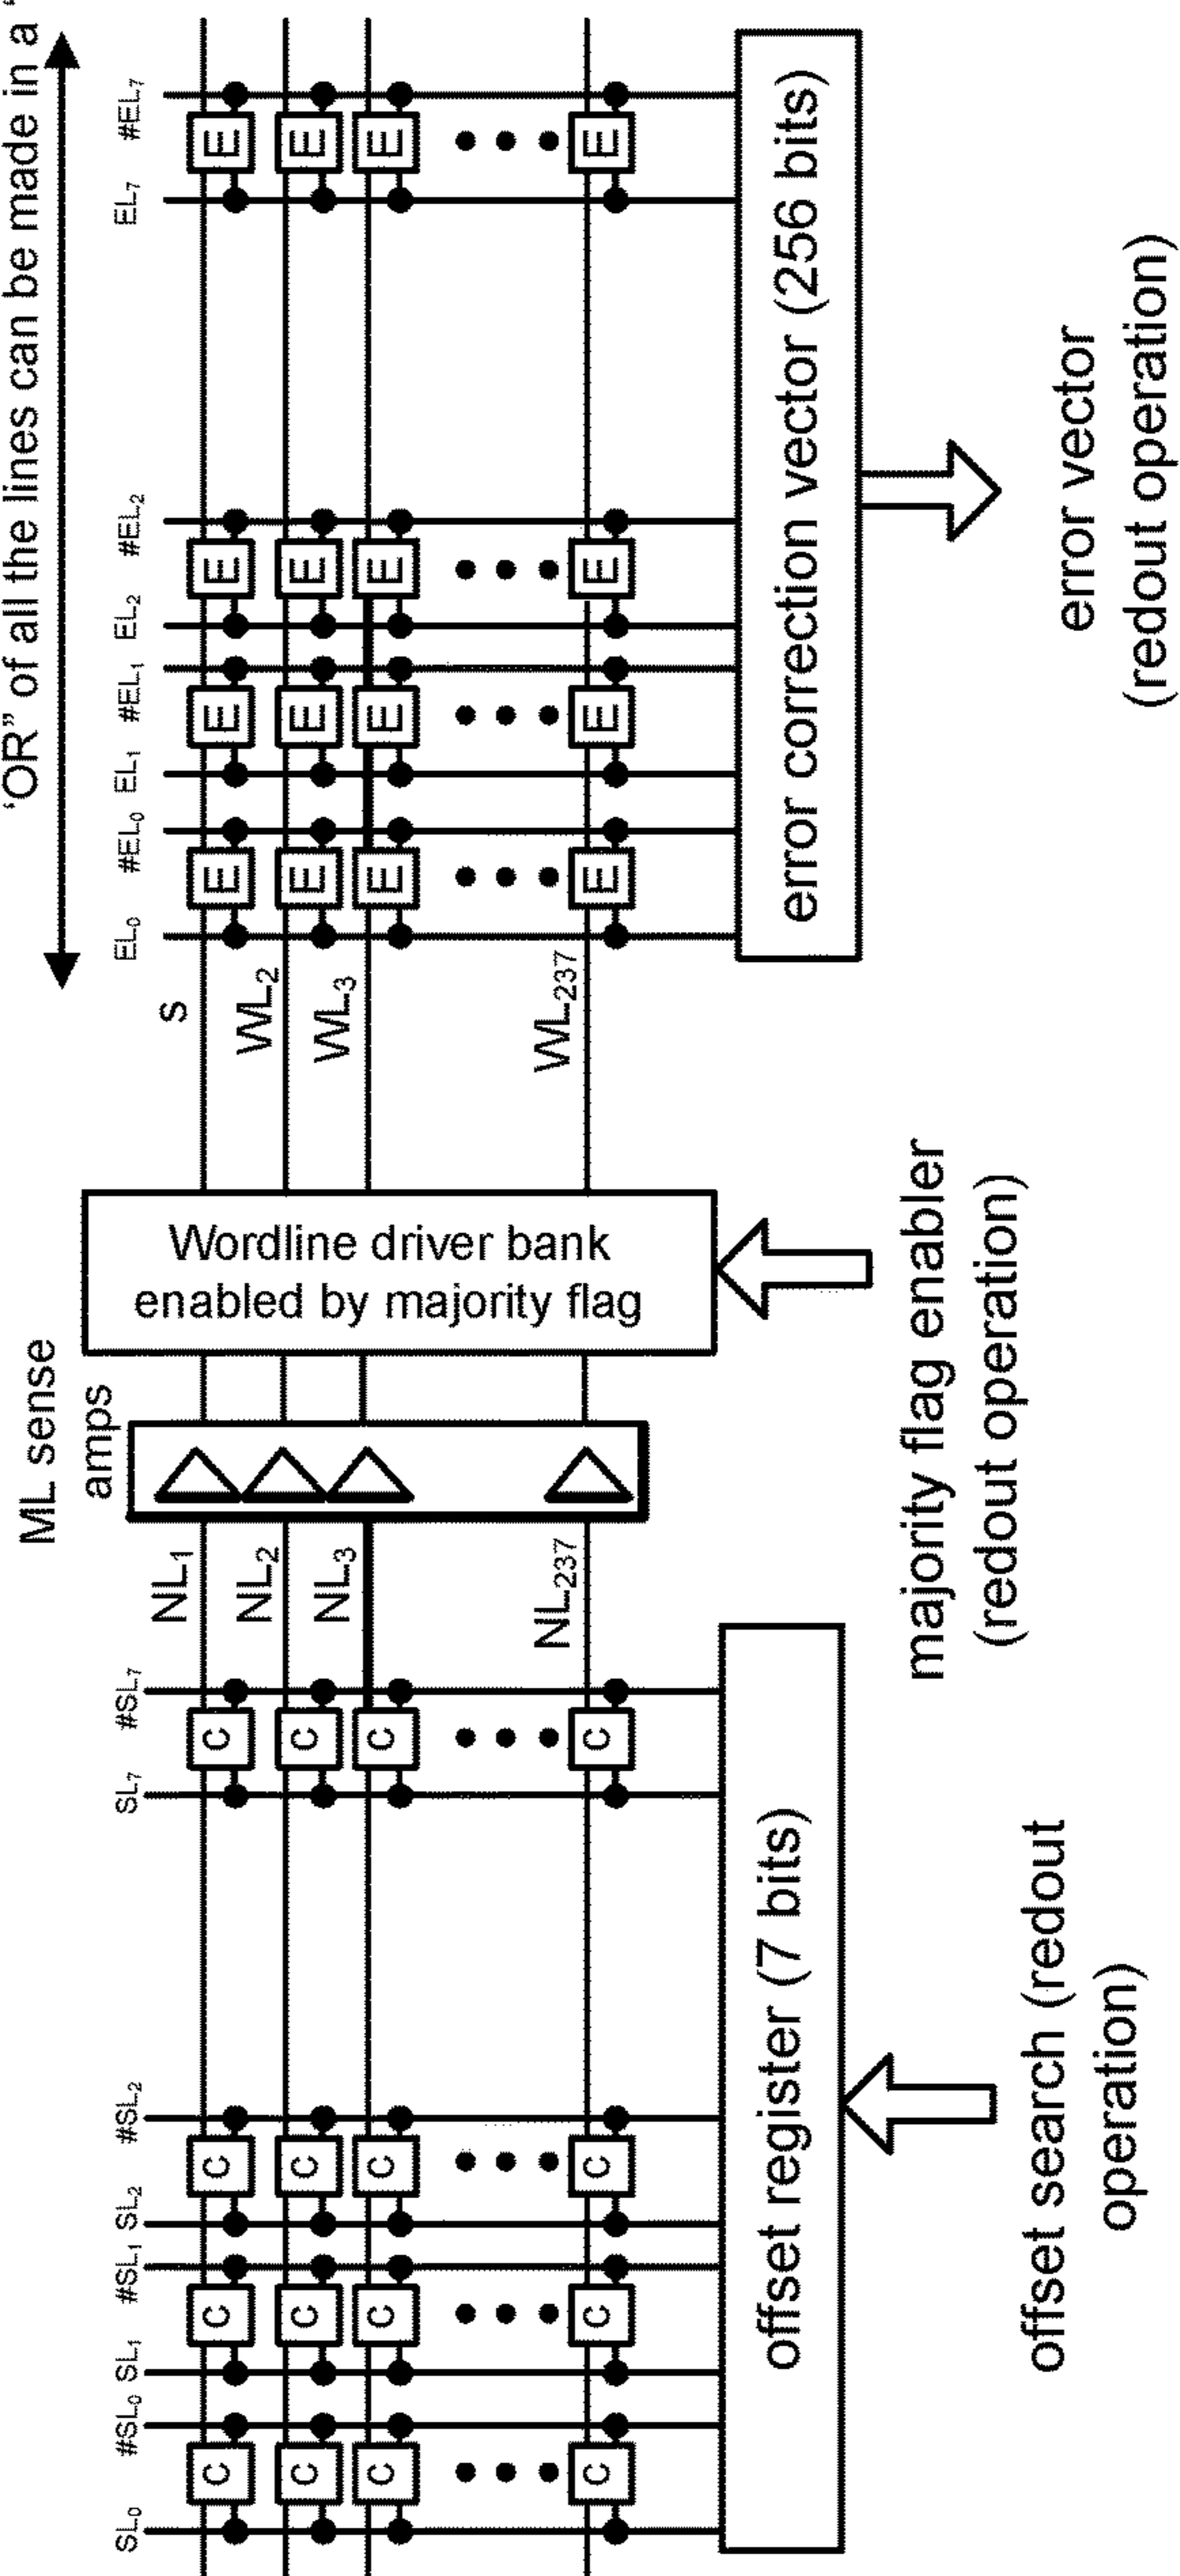 ‘OR” of all the lines can be made in a ‘
SL₀
#SL₀
SL₁
#SL₁
SL₂
#SL₂
SL₇
#SL₇
ML sense
amps
EL₀
#EL₀
EL₁
#EL₁
EL₂
#EL₂
EL₇
#EL₇
C
C
C
C
NL₁
s
E
E
E
E
C
C
C
C
NL₂
WL₂
E
E
E
E
C
C
C
C
NL₃
WL₃
E
E
E
E
C
C
C
C
NL₂₃₇
WL₂₃₇
E
E
E
E
Wordline driver bank
enabled by majority flag
offset register (7 bits)
error correction vector (256 bits)
offset search (redout
operation)
majority flag enabler
(redout operation)
error vector
(redout operation)